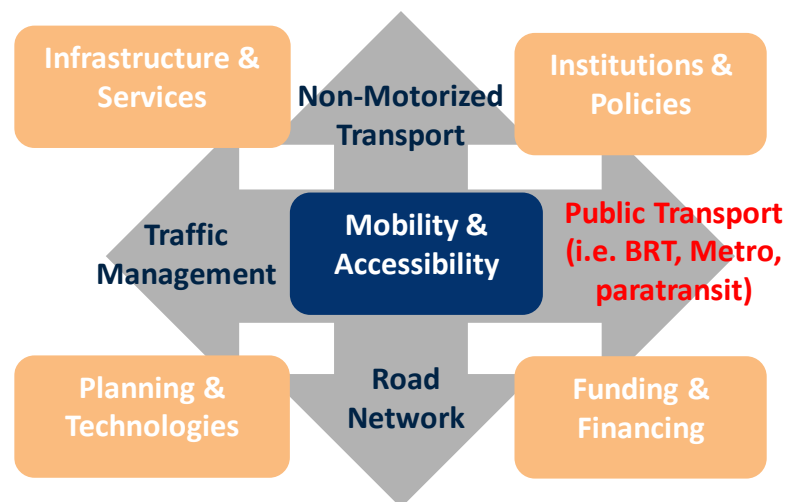 Infrastructure &
Services
Non-Motorized
Transport
Institutions &
Policies
Traffic
Management
Mobility &
Accessibility
Public Transport
(i.e. BRT, Metro,
paratransit)
Planning &
Technologies
Road
Network
Funding &
Financing